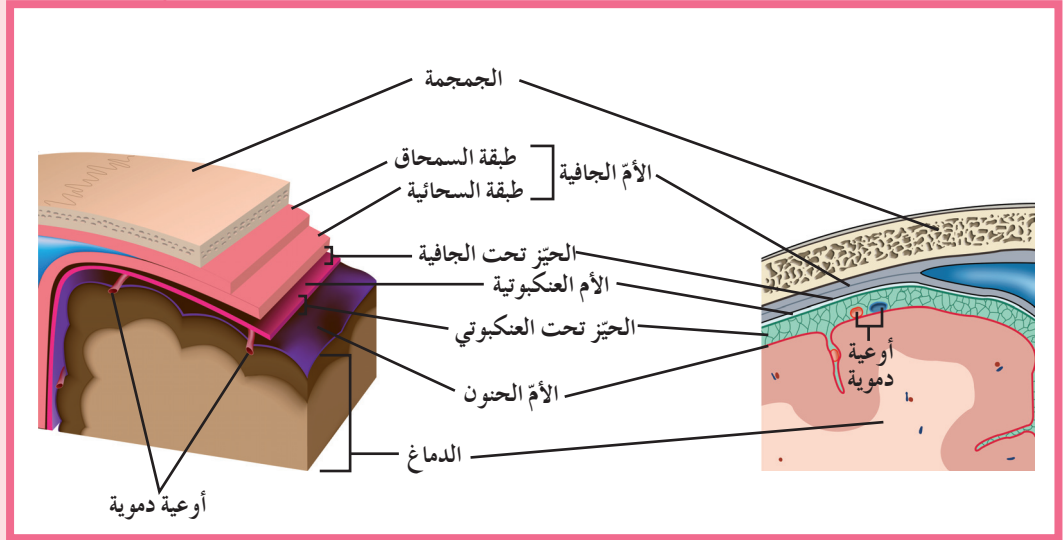 الجمجمة
طبقة السمحاق
الأمّ الجافية
طبقة السحائية
الحيّز تحت الجافية
الأم العنكبوتية
الحيّز تحت العنكبوتي
أوعية
دموية
الأمّ الحنون
الدماغ
أوعية دموية